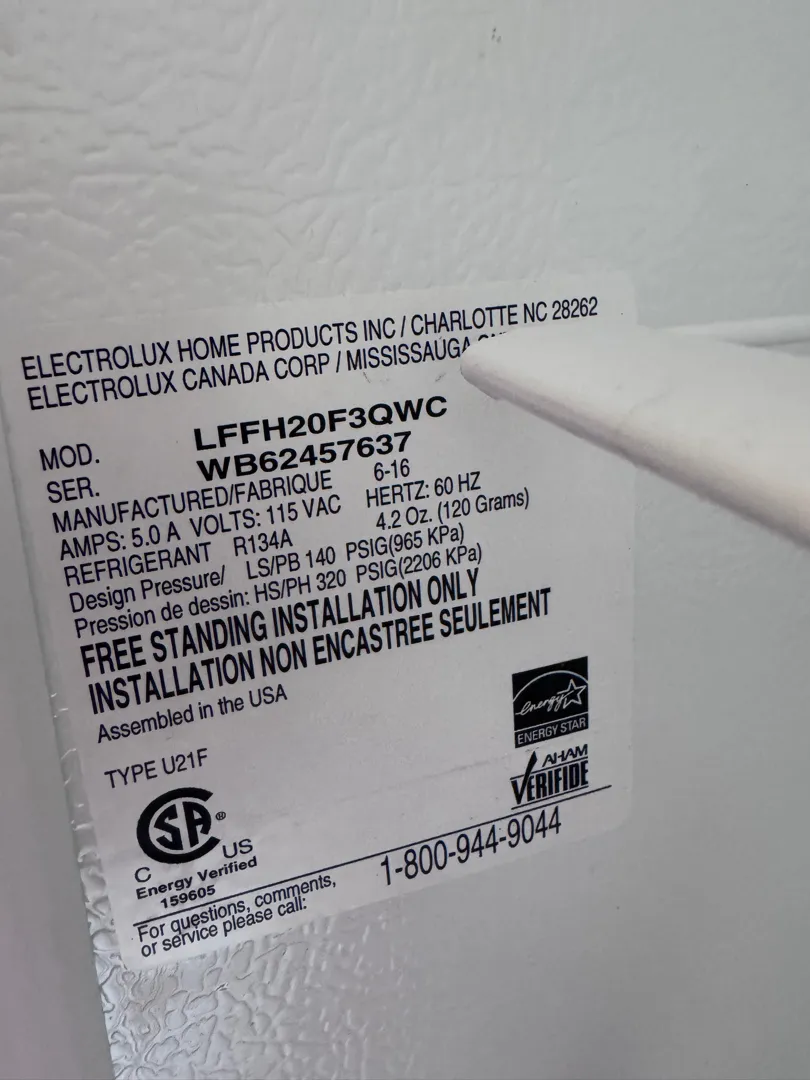 ELECTROLUX HOME PRODUCTS INC / CHARLOTTE NC 28262
ELECTROLUX CANADA CORP / MISSISSAUGA
MOD. LFFH20F3QWC
SER. WB62457637
MANUFACTURED/FABRIQUE 6-16
AMPS: 5.0 A VOLTS: 115 VAC HERTZ: 60 HZ
REFRIGERANT R134A 4.2 Oz. (120 Grams)
Design Pressure/ LS/PB 140 PSIG(965 KPa)
Pression de dessin: HS/PH 320 PSIG(2206 KPa)
FREE STANDING INSTALLATION ONLY
INSTALLATION NON ENCASTREE SEULEMENT
Assembled in the USA
energy
ENERGY STAR
TYPE U21F
AHAM
VERIFIDE
SA®
C US
Energy Verified
159605
For questions, comments,
or service please call:
1-800-944-9044